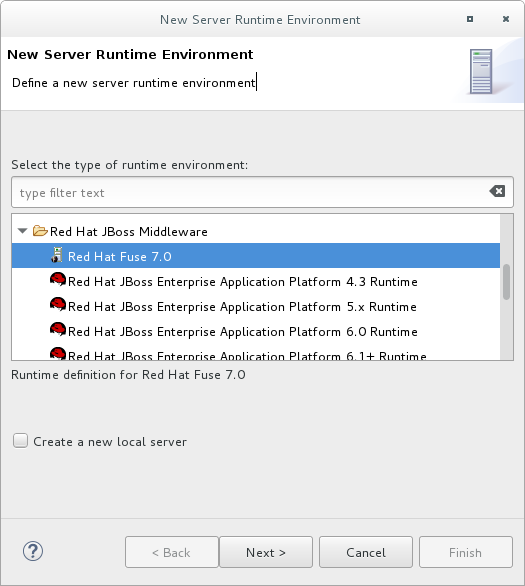 New Server Runtime Environment
New Server Runtime Environment
Define a new server runtime environment
Select the type of runtime environment:
type filter text
Red Hat JBoss Middleware
Red Hat Fuse 7.0
Red Hat JBoss Enterprise Application Platform 4.3 Runtime
Red Hat JBoss Enterprise Application Platform 5.x Runtime
Red Hat JBoss Enterprise Application Platform 6.0 Runtime
Red Hat JBoss Enterprise Application Platform 6.1+ Runtime
Runtime definition for Red Hat Fuse 7.0
Create a new local server
? < Back Next > Cancel Finish